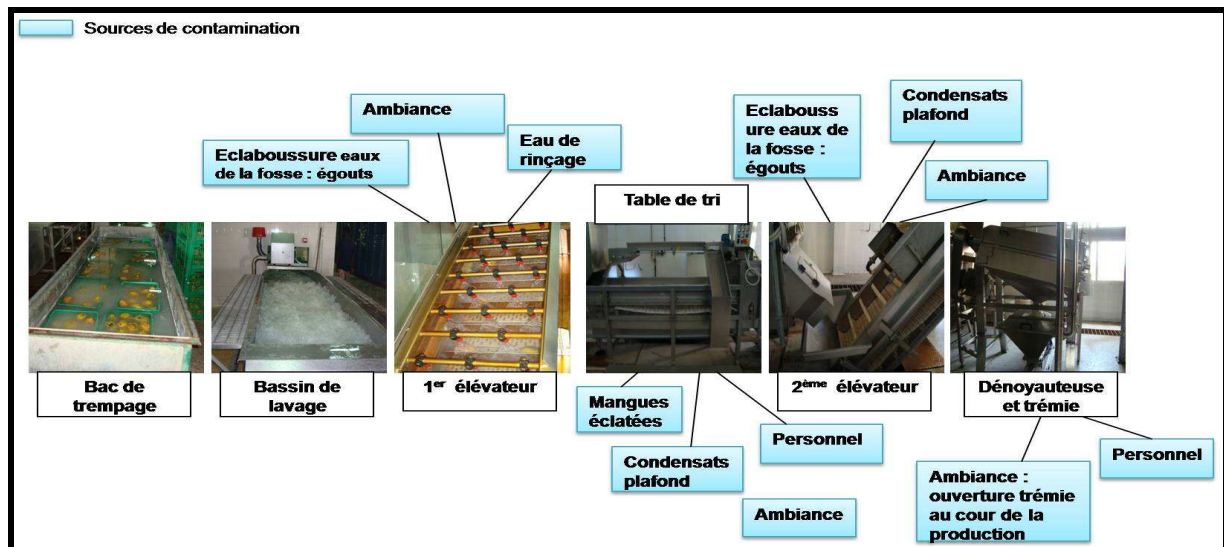 Sources de contamination
Ambiance
Eclaboussure eaux
de la fosse : égouts
Eau de
rinçage
Table de tri
Eclabouss
ure eaux de
la fosse :
égouts
Condensats
plafond
Ambiance
Bac de
trempage
Bassin de
lavage
1er élévateur
2ème élévateur
Dénoyauteuse
et trémie
Mangues
éclatées
Condensats
plafond
Personnel
Ambiance
Ambiance :
ouverture trémie
au cour de la
production
Personnel